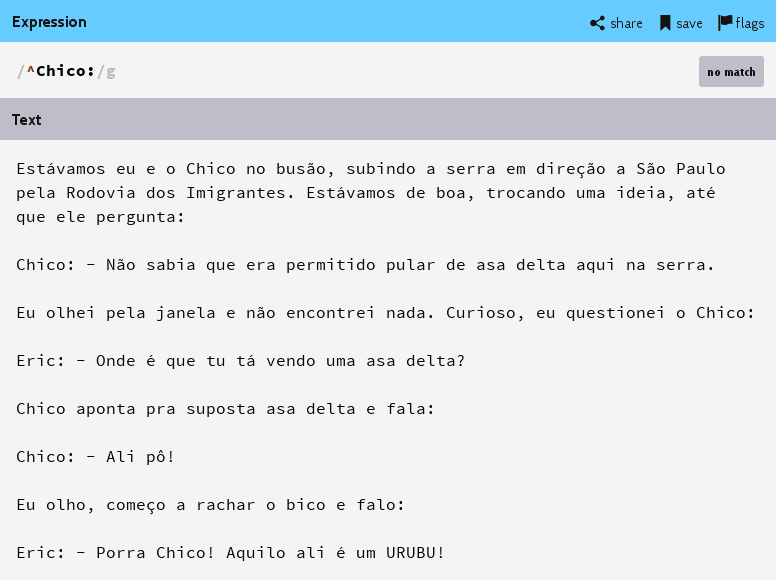 Expression
share save flags
/^Chico:/g
no match
Text
Estávamos eu e o Chico no busão, subindo a serra em direção a São Paulo
pela Rodovia dos Imigrantes. Estávamos de boa, trocando uma ideia, até
que ele pergunta:
Chico: - Não sabia que era permitido pular de asa delta aqui na serra.
Eu olhei pela janela e não encontrei nada. Curioso, eu questionei o Chico:
Eric: - Onde é que tu tá vendo uma asa delta?
Chico aponta pra suposta asa delta e fala:
Chico: - Ali pô!
Eu olho, começo a rachar o bico e falo:
Eric: - Porra Chico! Aquilo ali é um URUBU!